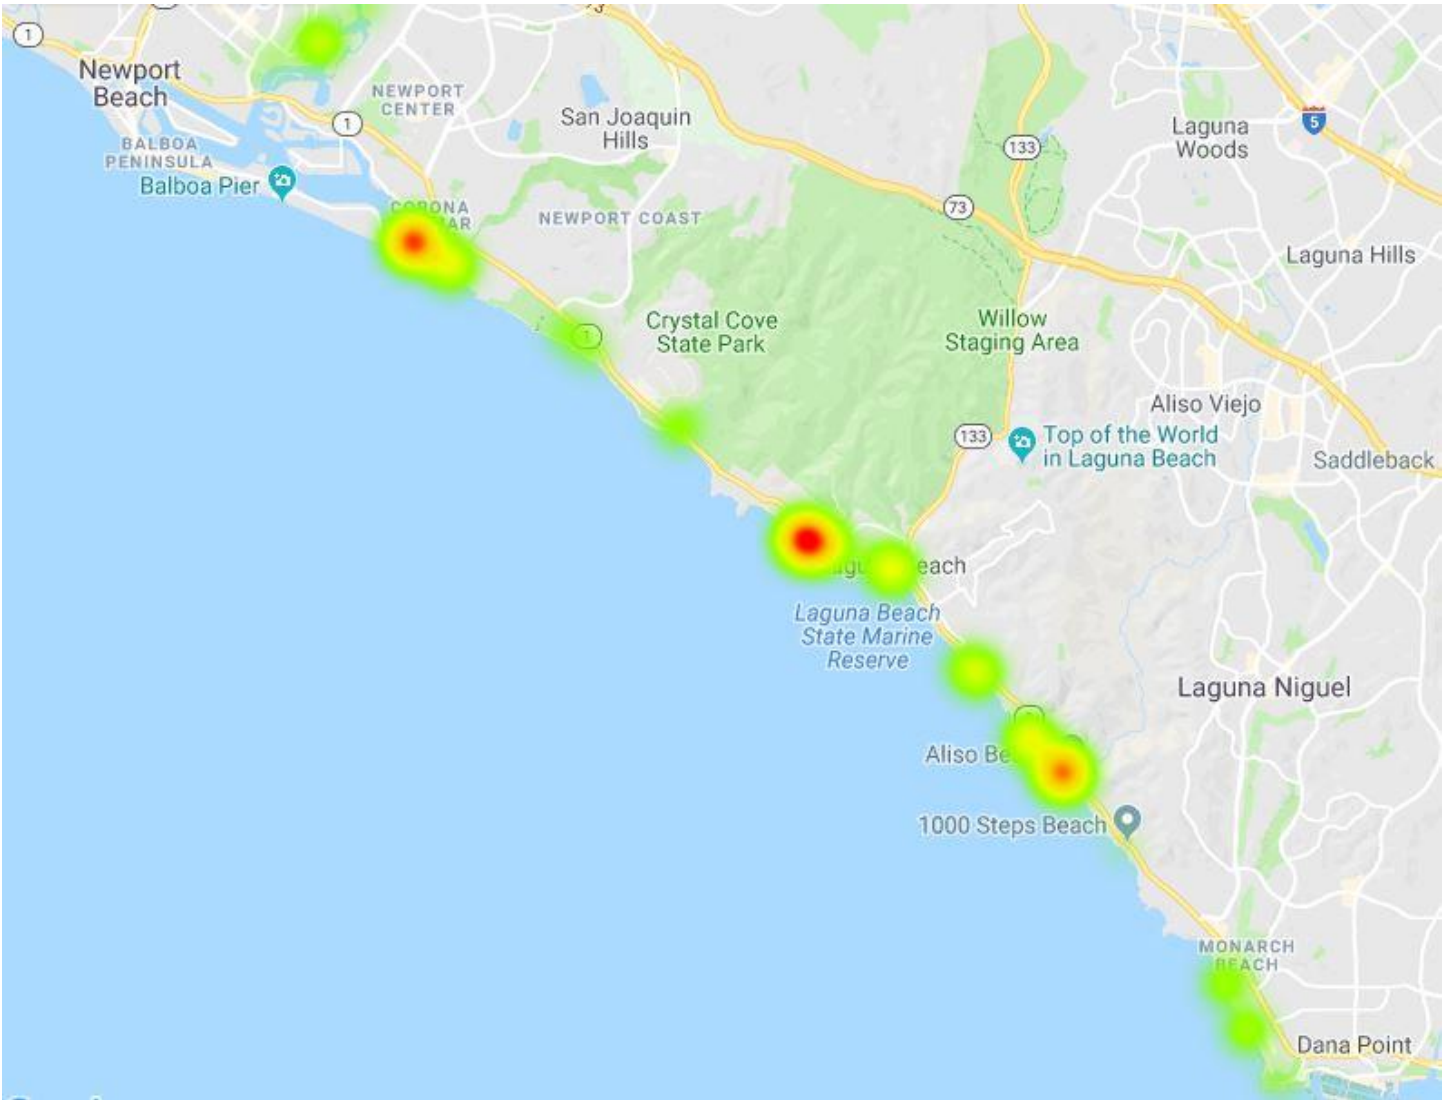 1
Newport
Beach
NEWPORT
CENTER
1
San Joaquin
Hills
133
Laguna
Woods
5
BALBOA
PENINSULA
Balboa Pier
CORONA
NEWPORT COAST
73
Laguna Hills
1
Crystal Cove
State Park
Willow
Staging Area
Aliso Viejo
133
Top of the World
in Laguna Beach
Saddleback
Laguna Beach
State Marine
Reserve
Laguna Niguel
Aliso
1000 Steps Beach
MONARCH
BEACH
Dana Point